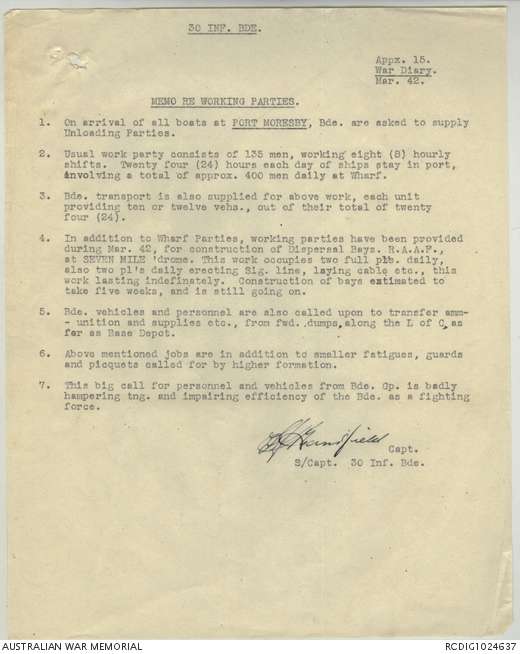 30 INF. BDE.
Appx. 15.
War Diary.
Mar. 42.
MEMO RE WORKING PARTIES.
1. On arrival of all boats at PORT MORESBY, Bde. are asked to supply
Unloading Parties.
2. Usual work party consists of 135 men, working eight (8) hourly
shifts. Twenty four (24) hours each day of ships stay in port,
involving a total of approx. 400 men daily at Wharf.
3. Bde. transport is also supplied for above work, each unit
providing ten or twelve vehs., out of their total of twenty
four (24).
4. In addition to Wharf Parties, working parties have been provided
during Mar. 42, for construction of Dispersal Bays. R.A.A.F.,
at SEVEN MILE 'drome. This work occupies two full pls. daily,
also two pl's daily erecting Sig. line, laying cable etc., this
work lasting indefinately. Construction of bays estimated to
take five weeks, and is still going on.
5. Bde. vehicles and personnel are also called upon to transfer amm-
- unition and supplies etc., from fwd. dumps, along the L of C, as
far as Base Depot.
6. Above mentioned jobs are in addition to smaller fatigues, guards
and picquets called for by higher formation.
7. This big call for personnel and vehicles from Bde. Gp. is badly
hampering tng. and impairing efficiency of the Bde. as a fighting
force.
Capt.
S/Capt. 30 Inf. Bde.
AUSTRALIAN WAR MEMORIAL
RCDIG1024637